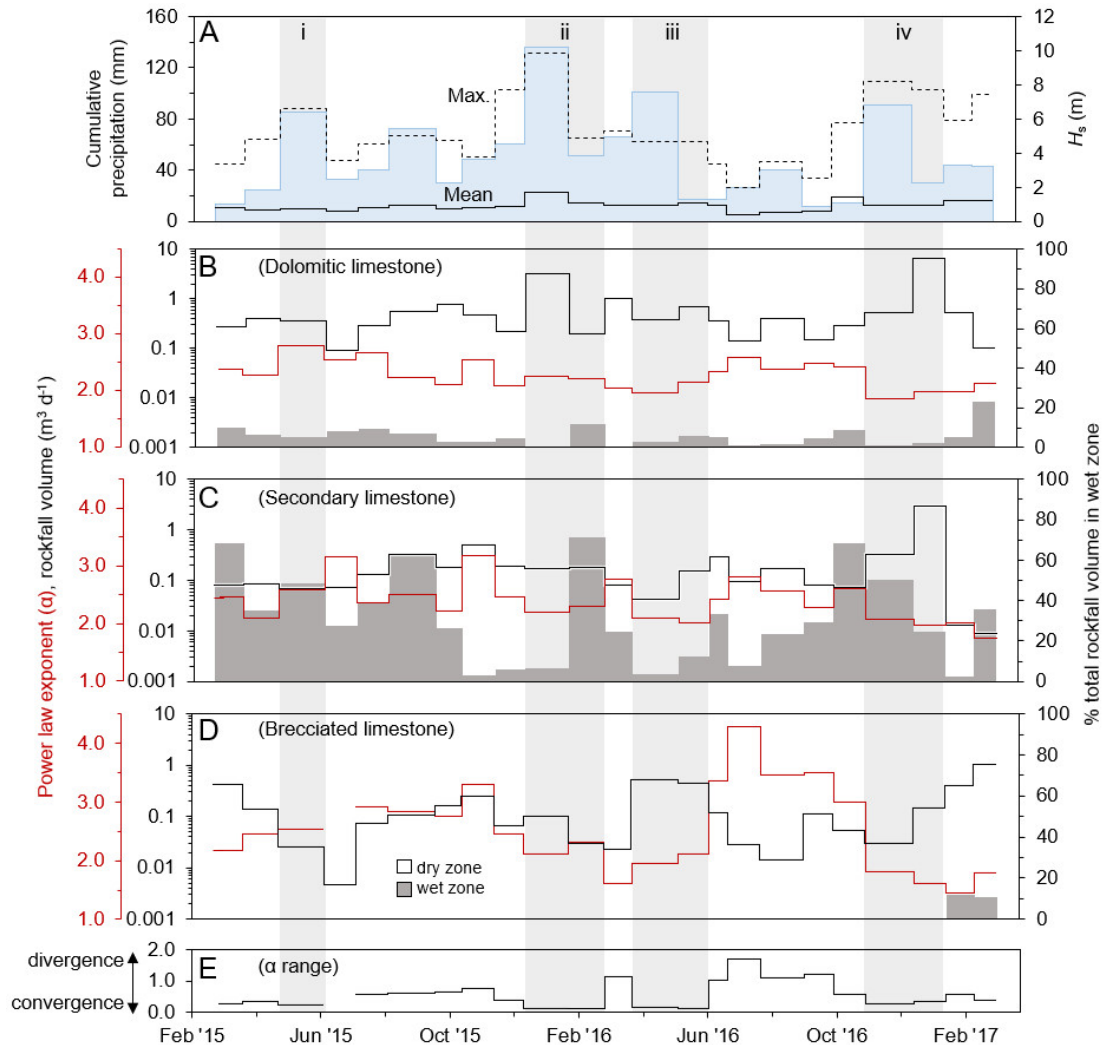 160
120
80
40
0
Cumulative
precipitation (mm)
A
i
ii
iii
iv
Max.
Mean
12
10
8
6
4
2
0
Hs (m)
4.0
3.0
2.0
1.0
10
1
0.1
0.01
0.001
B
(Dolomitic limestone)
100
80
60
40
20
0
4.0
3.0
2.0
1.0
10
1
0.1
0.01
0.001
C
(Secondary limestone)
100
80
60
40
20
0
Power law exponent (α), rockfall volume (m³ d⁻¹)
% total rockfall volume in wet zone
4.0
3.0
2.0
1.0
10
1
0.1
0.01
0.001
D
(Brecciated limestone)
dry zone
wet zone
100
80
60
40
20
0
divergence
convergence
2.0
1.0
0.0
E
(α range)
Feb '15
Jun '15
Oct '15
Feb '16
Jun '16
Oct '16
Feb '17